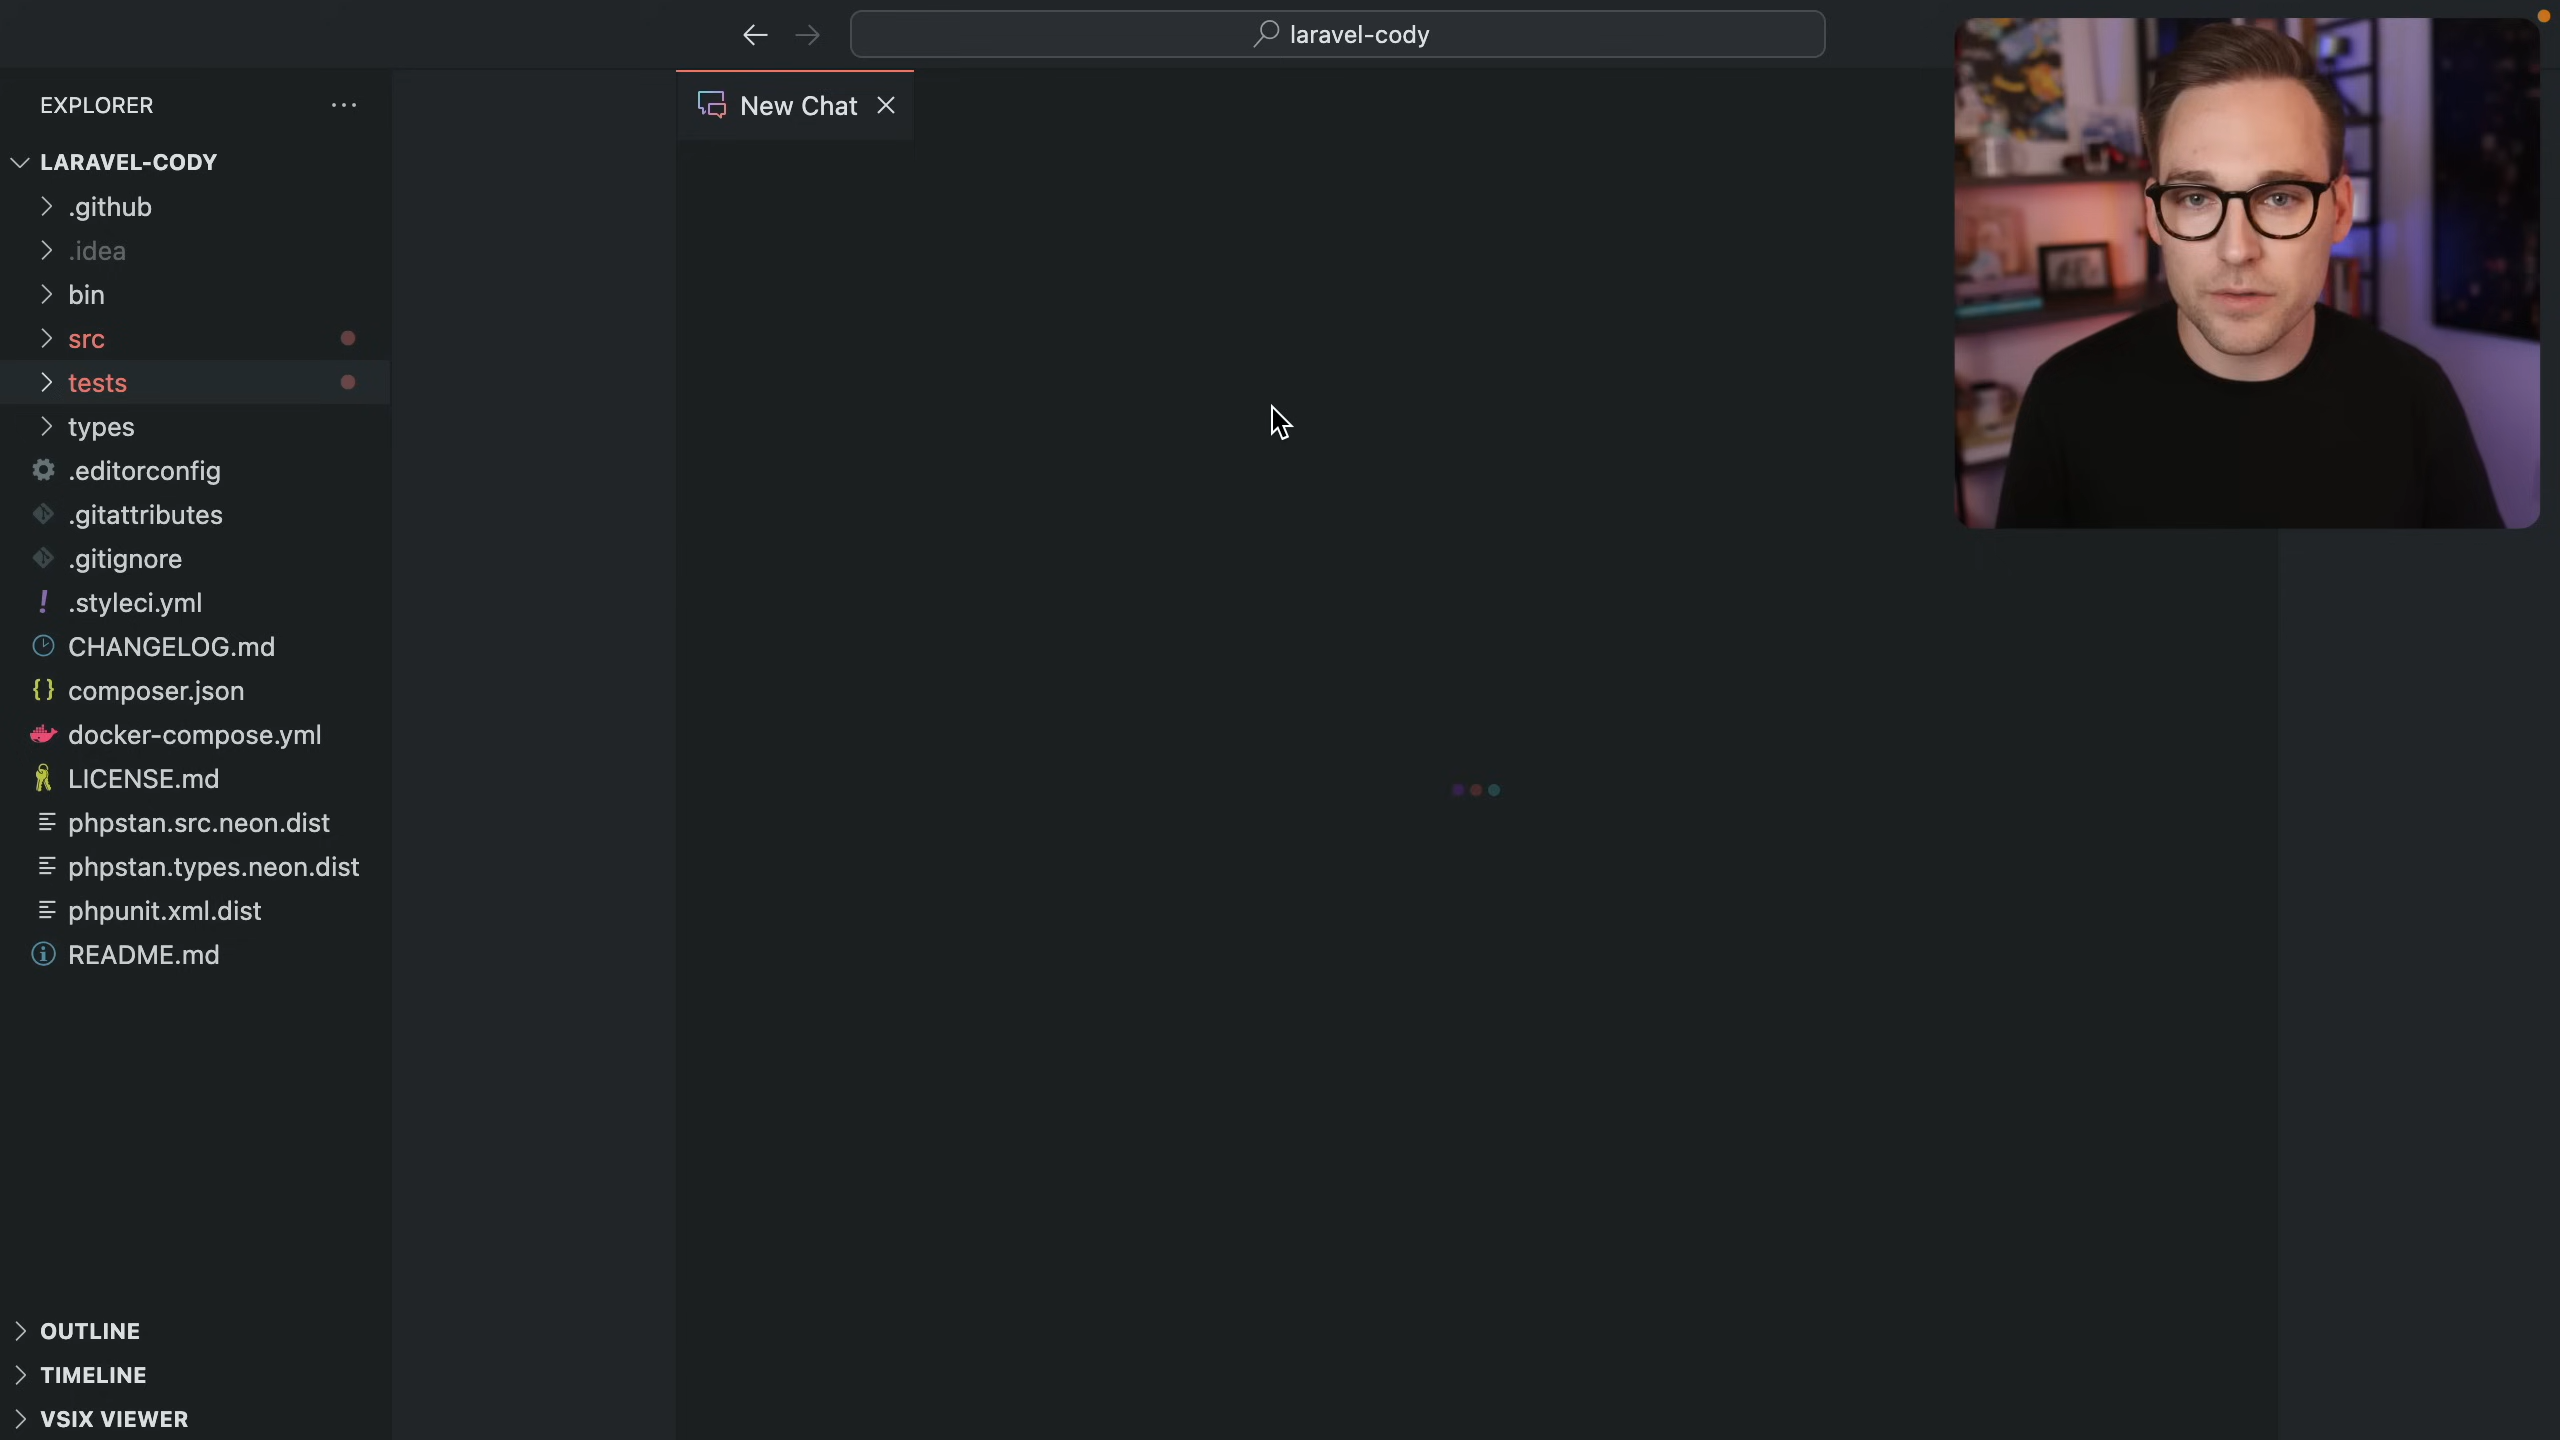 laravel-cody
EXPLORER
New Chat
LARAVEL-CODY
.github
.idea
bin
src
tests
types
.editorconfig
.gitattributes
.gitignore
.styleci.yml
CHANGELOG.md
composer.json
docker-compose.yml
LICENSE.md
phpstan.src.neon.dist
phpstan.types.neon.dist
phpunit.xml.dist
README.md
OUTLINE
TIMELINE
VSIX VIEWER